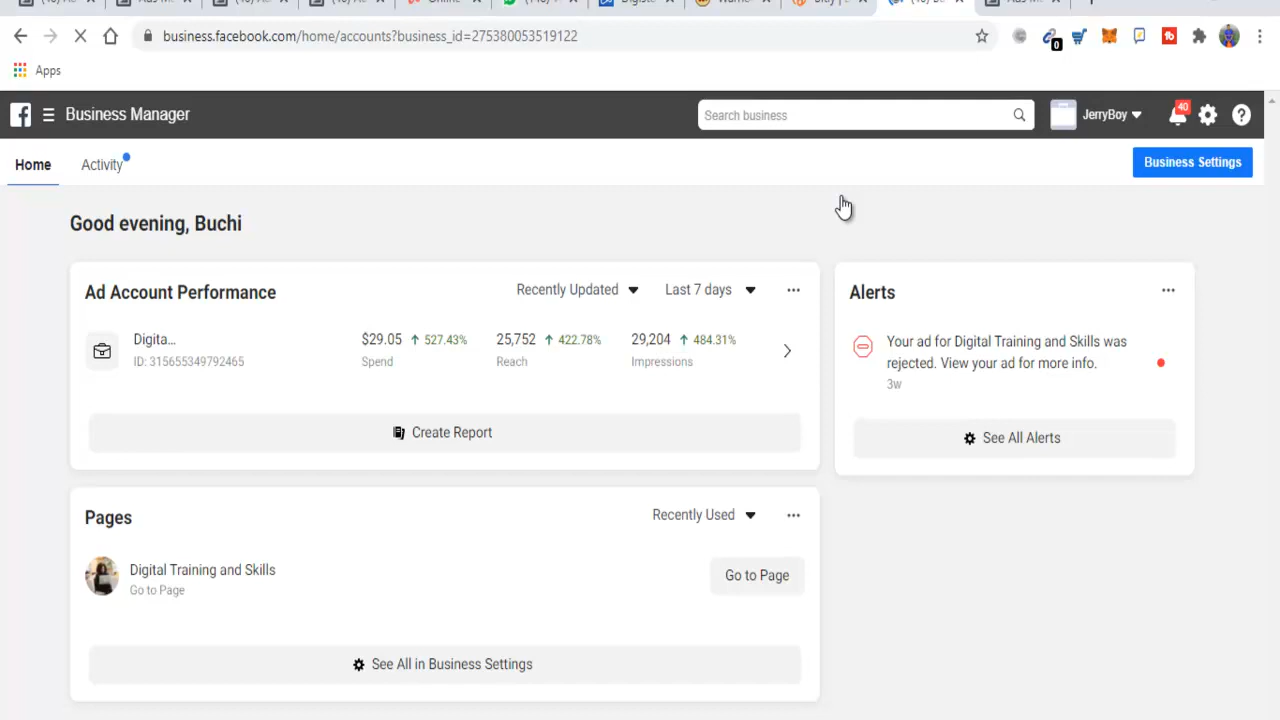 business.facebook.com/home/accounts?business_id=275380053519122
0
Apps
Business Manager
Search business
JerryBoy
40
Home
Activity
Business Settings
Good evening, Buchi
Ad Account Performance
Recently Updated
Last 7 days
Digita...
ID: 315655349792465
$29.05 527.43%
Spend
25,752 422.78%
Reach
29,204 484.31%
Impressions
Create Report
Alerts
Your ad for Digital Training and Skills was
rejected. View your ad for more info.
3w
See All Alerts
Pages
Recently Used
Digital Training and Skills
Go to Page
Go to Page
See All in Business Settings